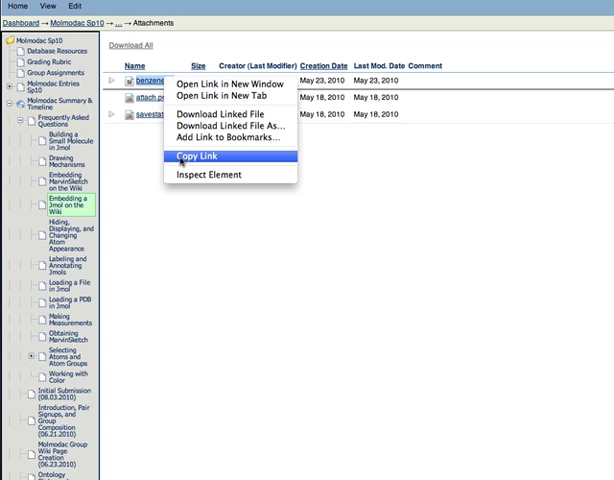 Home View Edit
Dashboard → Molmodac Sp10 → ... → Attachments
Molmodac Sp10
Database Resources
Grading Rubric
Group Assignments
Molmodac Entries
Sp10
Molmodac Summary &
Timeline
Frequently Asked
Questions
Building a
Small Molecule
in Jmol
Drawing
Mechanisms
Embedding
MarvinSketch
on the Wiki
Embedding a
Jmol on the
Wiki
Hiding,
Displaying, and
Changing
Atom
Appearance
Labeling and
Annotating
Jmols
Loading a File
in Jmol
Loading a PDB
in Jmol
Making
Measurements
Obtaining
MarvinSketch
Selecting
Atoms and
Atom Groups
Working with
Color
Initial Submission
(08.03.2010)
Introduction, Pair
Signups, and
Group
Composition
(06.21.2010)
Molmodac Group
Wiki Page
Creation
(06.23.2010)
Ontology
Download All
Name Size Creator (Last Modifier) Creation Date Last Mod. Date Comment
benzene May 23, 2010 May 23, 2010
attach.p May 18, 2010 May 18, 2010
savestat May 18, 2010 May 18, 2010
Open Link in New Window
Open Link in New Tab
Download Linked File
Download Linked File As...
Add Link to Bookmarks...
Copy Link
Inspect Element